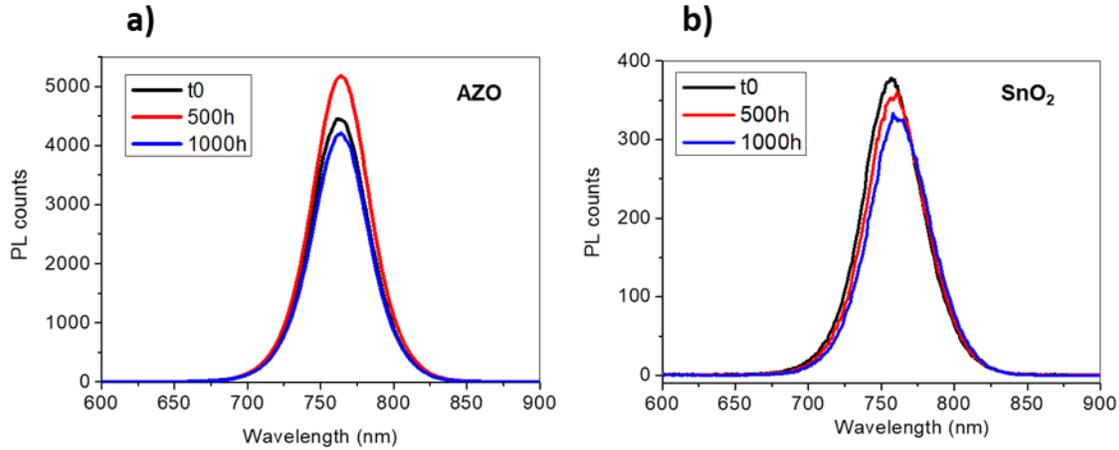 a)
5000
4000
3000
2000
1000
0
PL counts
t0
500h
1000h
AZO
600 650 700 750 800 850 900
Wavelength (nm)
b)
400
300
200
100
0
PL counts
t0
500h
1000h
SnO₂
600 650 700 750 800 850 900
Wavelength (nm)